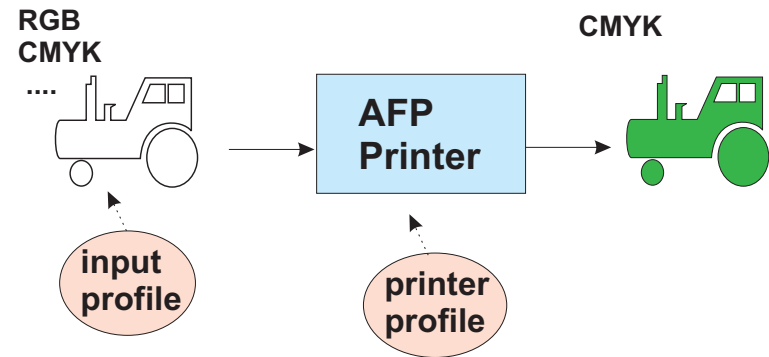 RGB
CMYK
....
CMYK
AFP
Printer
input
profile
printer
profile